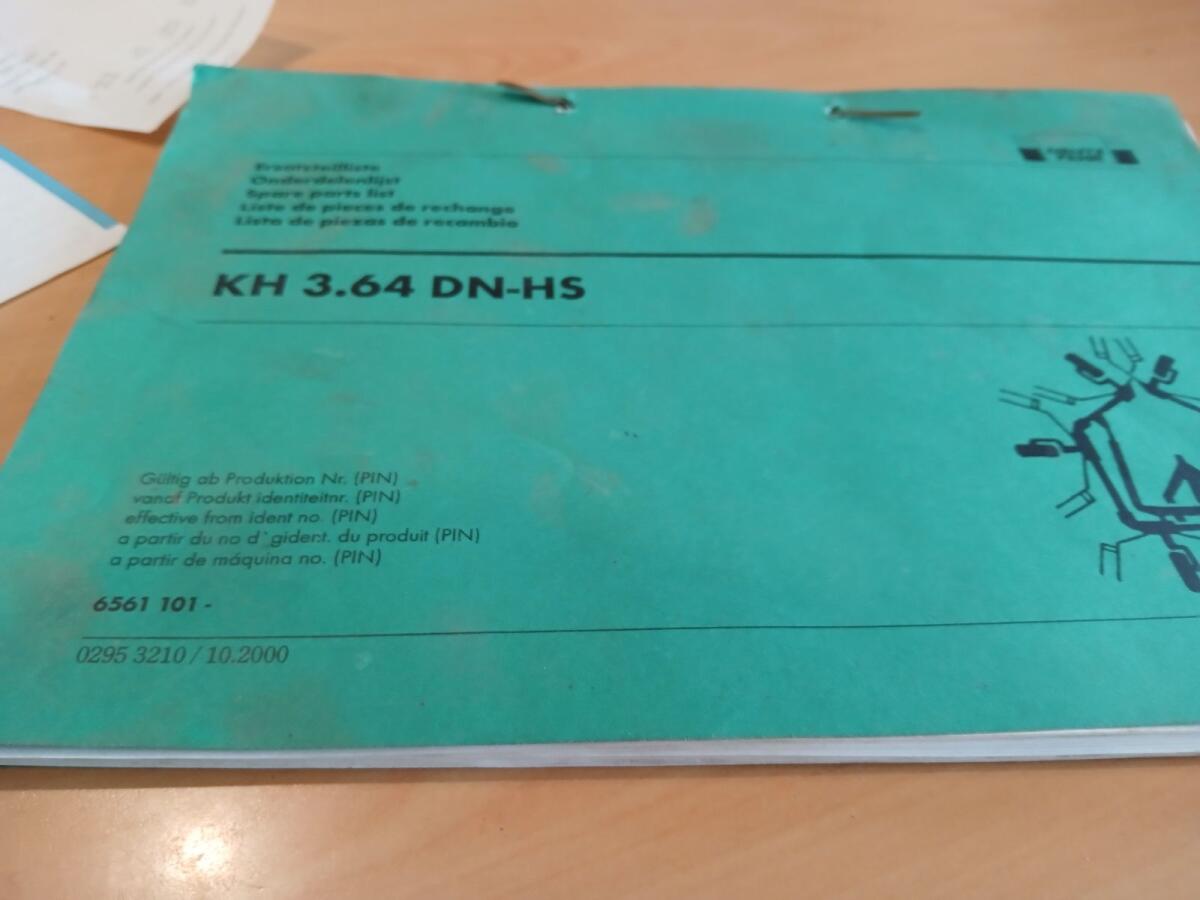 Ersatzteilliste
Onderdelenlijst
Spare parts list
Liste de pieces de rechange
Lista de piezas de recambio
KH 3.64 DN-HS
Gültig ab Produktion Nr. (PIN)
vanaf Produkt identiteitnr. (PIN)
effective from ident no. (PIN)
a partir du no d`gident. du produit (PIN)
a partir de máquina no. (PIN)
6561 101 -
0295 3210 / 10.2000